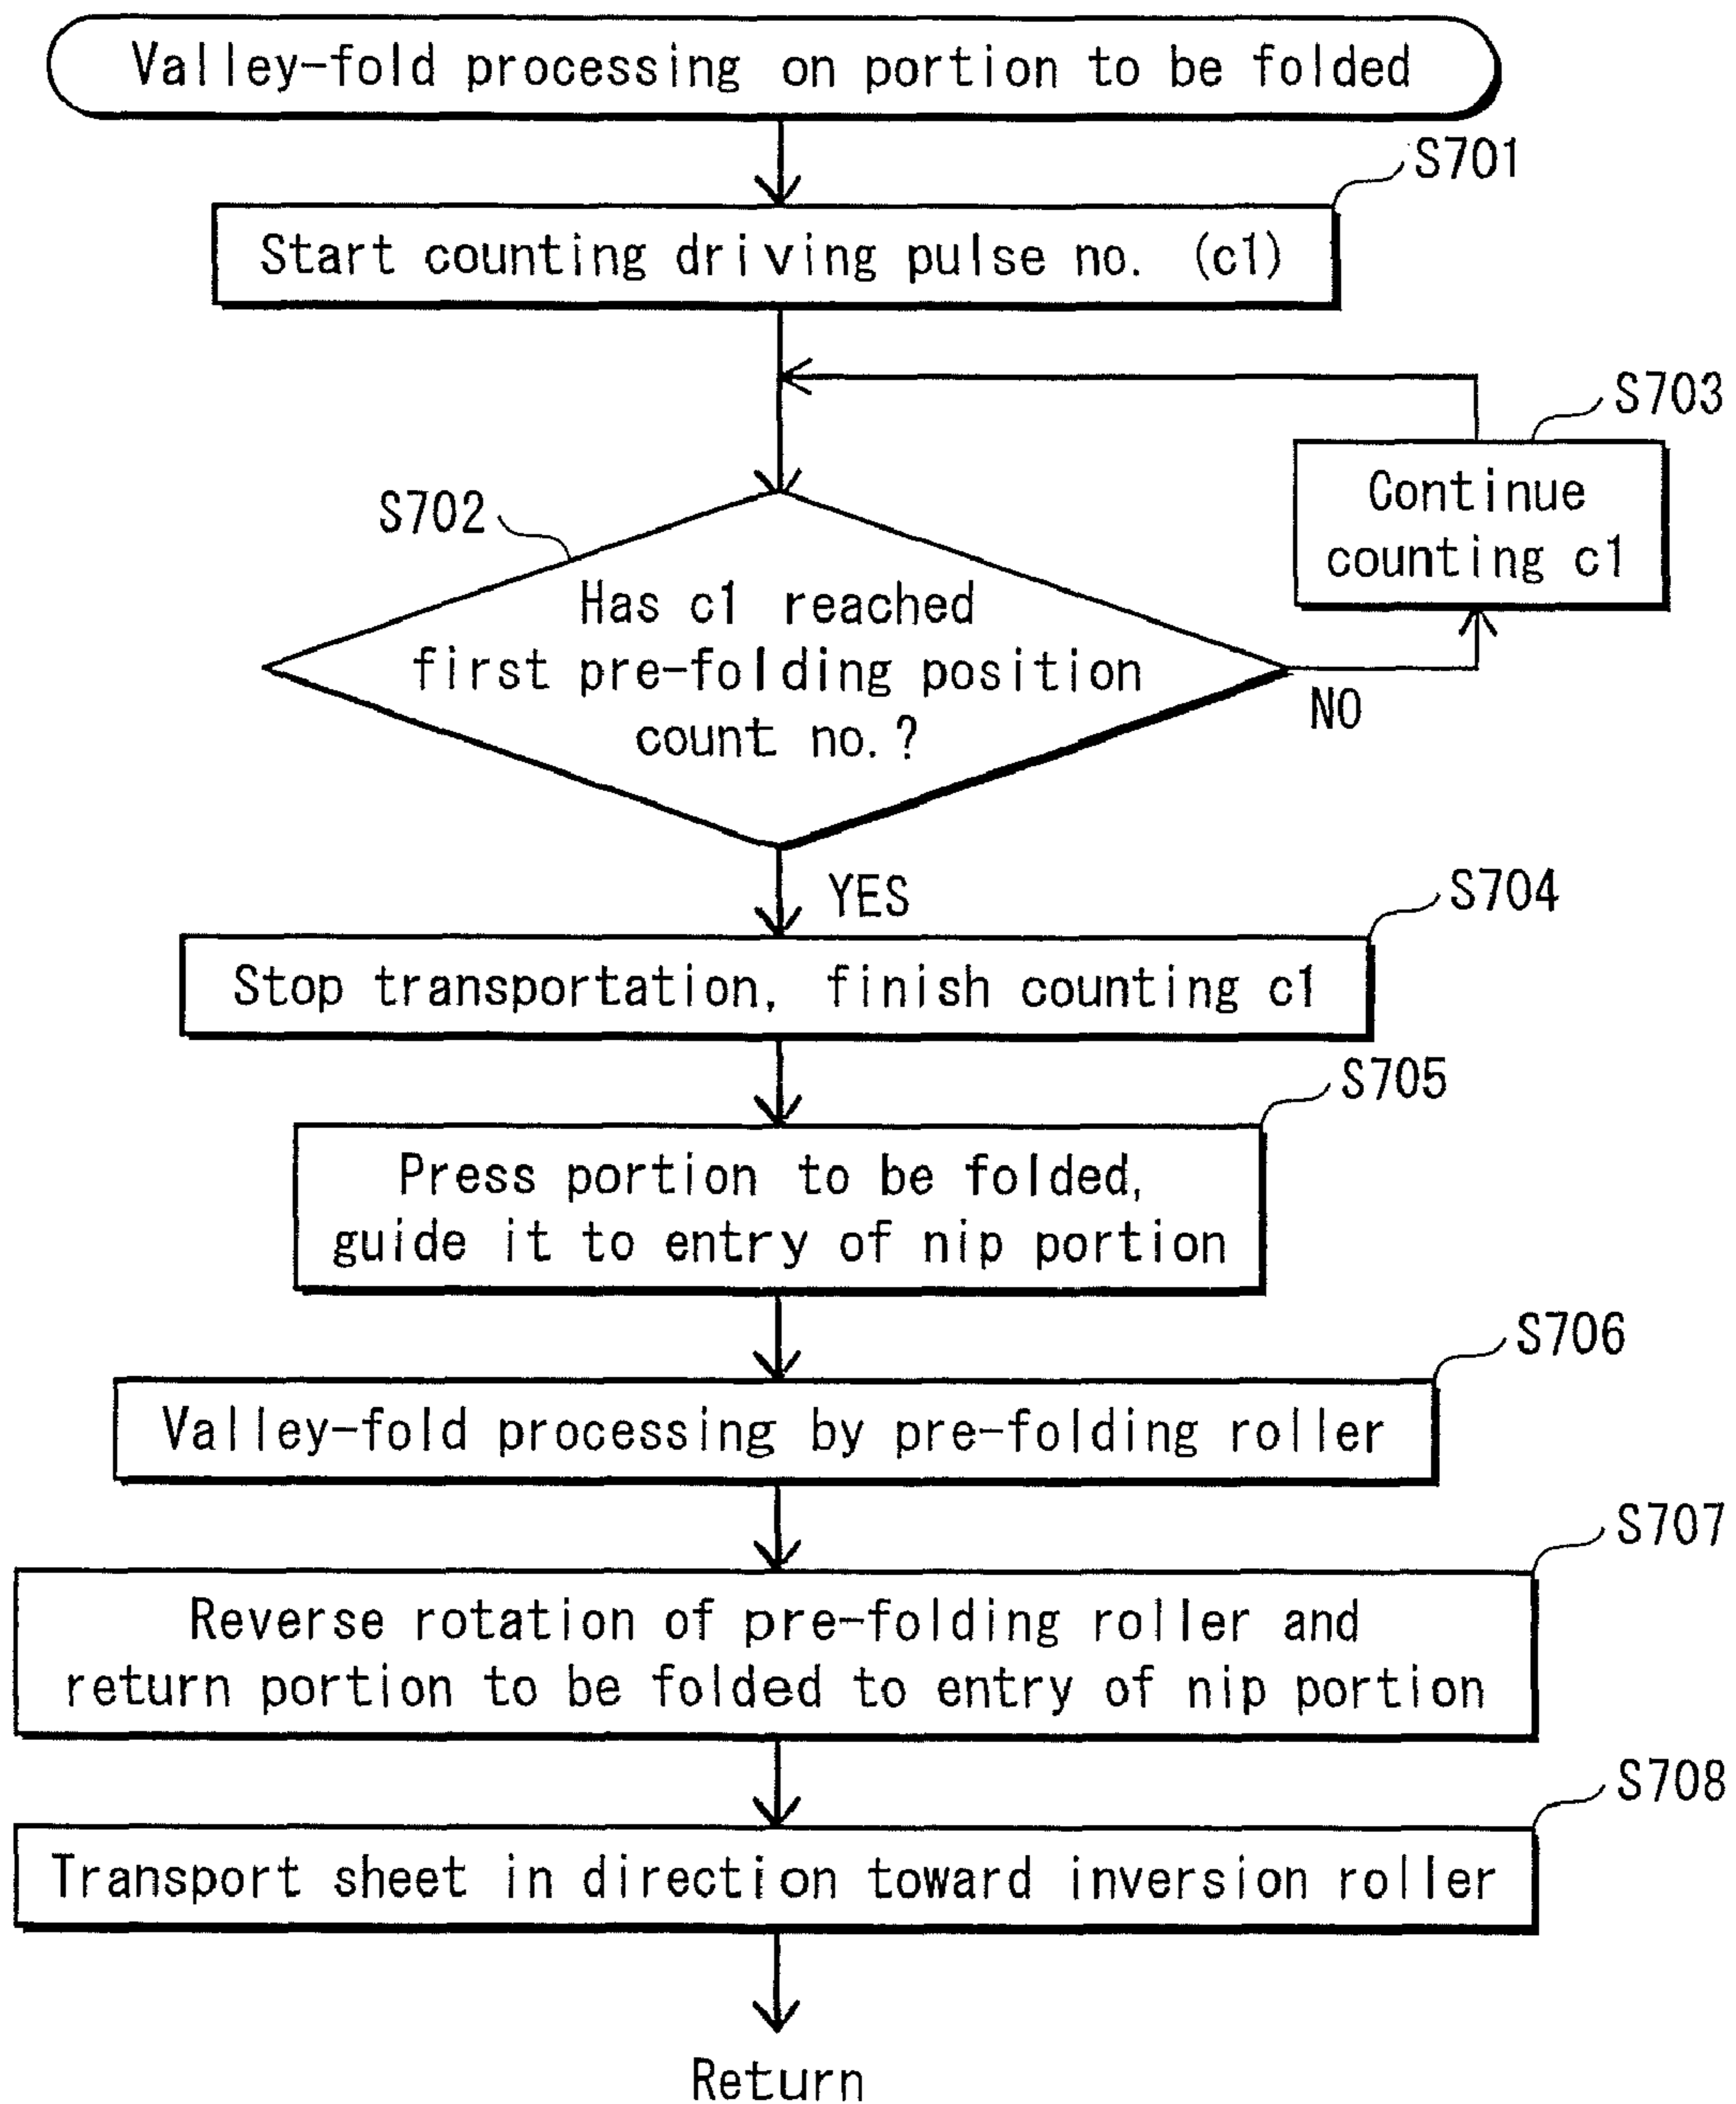 Valley-fold processing on portion to be folded
S701
Start counting driving pulse no. (c1)
S703
Continue
counting c1
S702
Has c1 reached
first pre-folding position
count no.?
NO
YES
S704
Stop transportation, finish counting c1
S705
Press portion to be folded,
guide it to entry of nip portion
S706
Valley-fold processing by pre-folding roller
S707
Reverse rotation of pre-folding roller and
return portion to be folded to entry of nip portion
S708
Transport sheet in direction toward inversion roller
Return